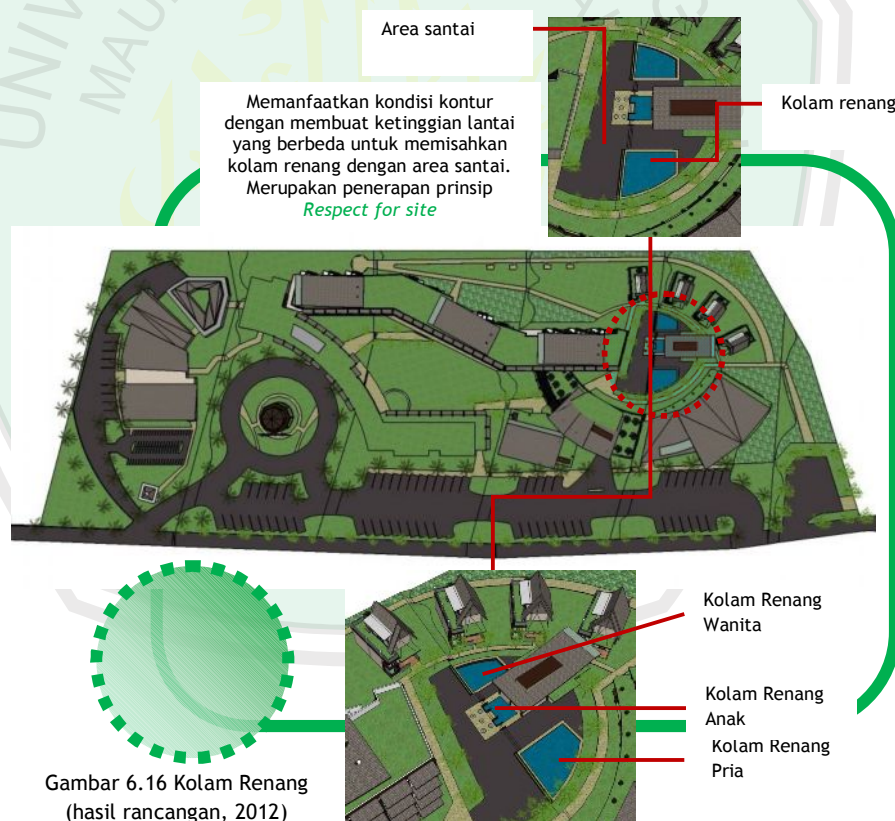 UNIV
MAU
Area santai
Memanfaatkan kondisi kontur
dengan membuat ketinggian lantai
yang berbeda untuk memisahkan
kolam renang dengan area santai.
Merupakan penerapan prinsip
Respect for site
Kolam renang
Kolam Renang
Wanita
Kolam Renang
Anak
Kolam Renang
Pria
Gambar 6.16 Kolam Renang
(hasil rancangan, 2012)